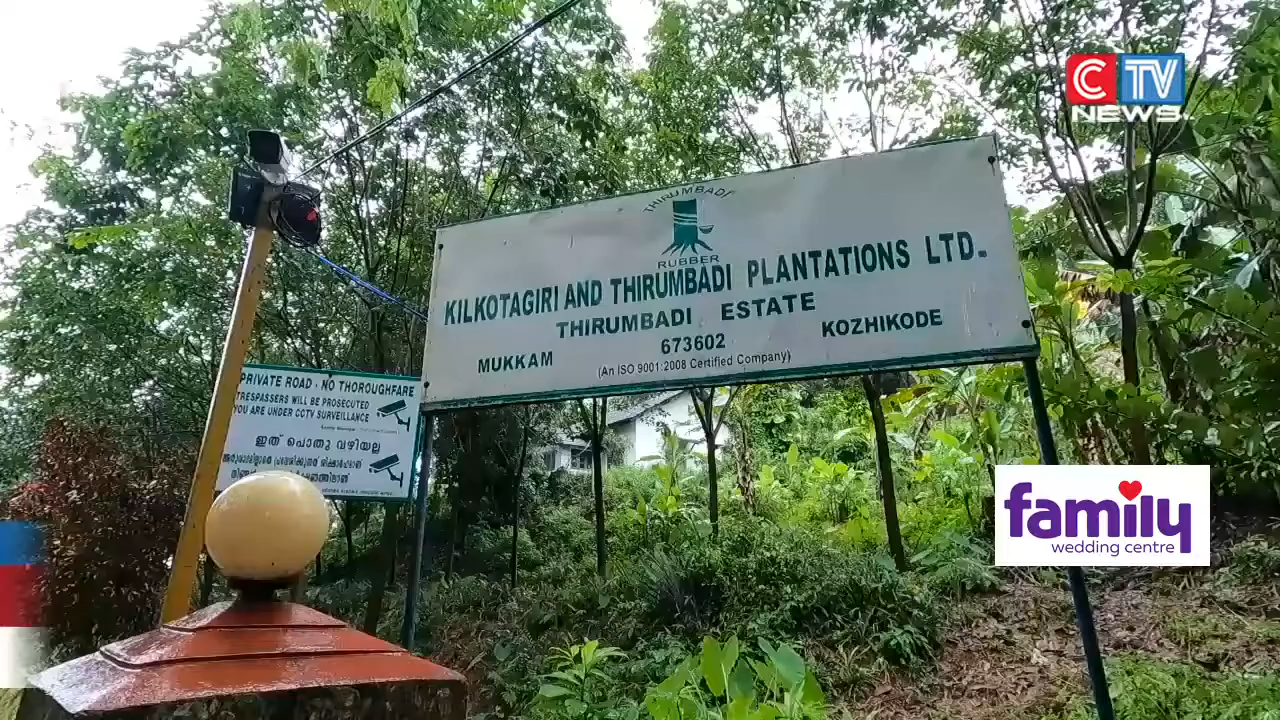 CTV
NEWS.
THIRUMBADI
RUBBER
KILKOTAGIRI AND THIRUMBADI PLANTATIONS LTD.
THIRUMBADI ESTATE
MUKKAM 673602 KOZHIKODE
(An ISO 9001:2008 Certified Company)
PRIVATE ROAD - NO THOROUGHFARE
TRESPASSERS WILL BE PROSECUTED
YOU ARE UNDER CCTV SURVEILLANCE
ഇത് പൊതു വഴിയല്ല
family
wedding centre